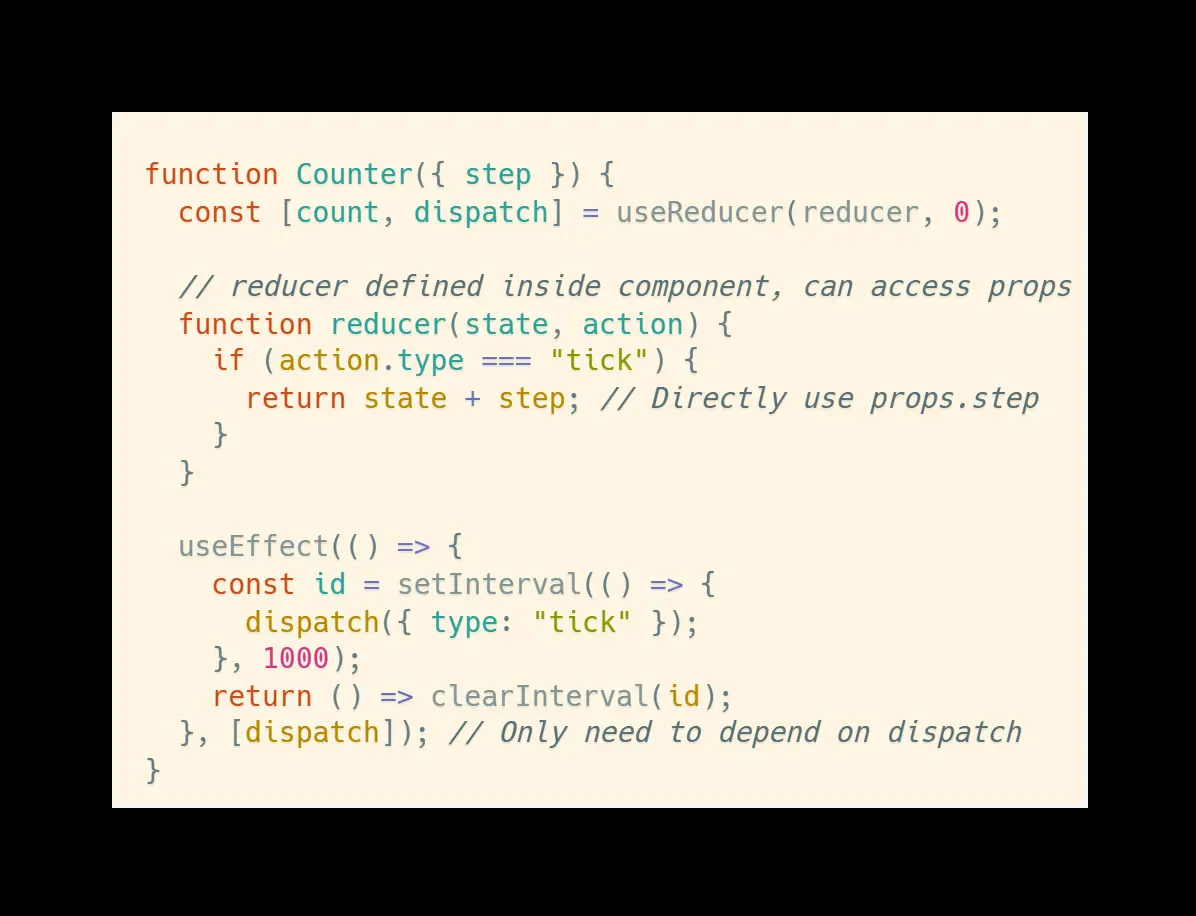 function Counter({ step }) {
  const [count, dispatch] = useReducer(reducer, 0);

  // reducer defined inside component, can access props
  function reducer(state, action) {
    if (action.type === "tick") {
      return state + step; // Directly use props.step
    }
  }

  useEffect(() => {
    const id = setInterval(() => {
      dispatch({ type: "tick" });
    }, 1000);
    return () => clearInterval(id);
  }, [dispatch]); // Only need to depend on dispatch
}